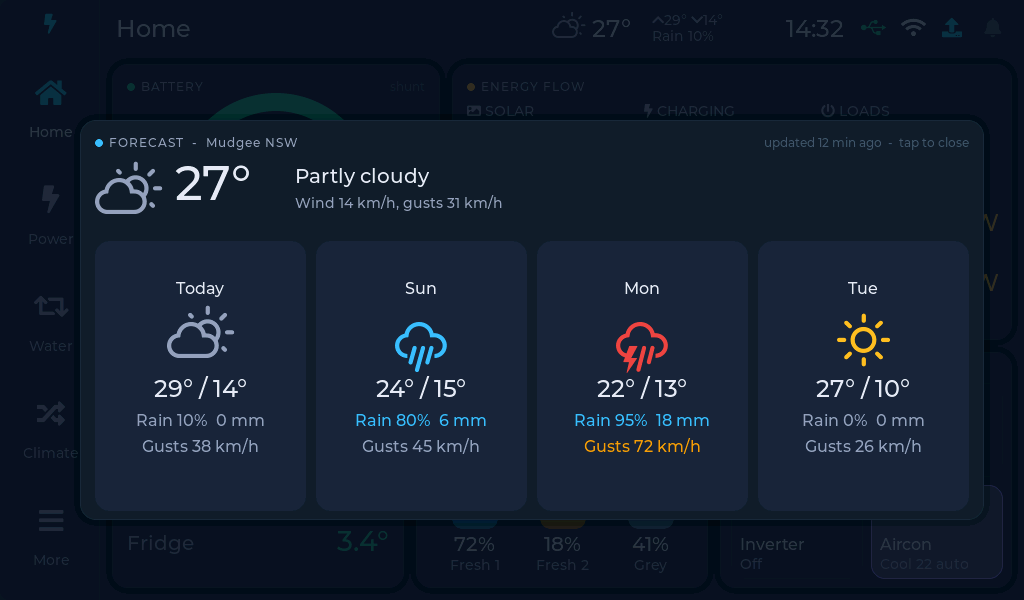 Home
27° 29° 14°
Rain 10%
14:32
BATTERY
shunt
ENERGY FLOW
SOLAR
CHARGING
LOADS
Home
Power
Water
Climate
More
FORECAST - Mudgee NSW
updated 12 min ago - tap to close
27°
Partly cloudy
Wind 14 km/h, gusts 31 km/h
Today
29° / 14°
Rain 10% 0 mm
Gusts 38 km/h
Sun
24° / 15°
Rain 80% 6 mm
Gusts 45 km/h
Mon
22° / 13°
Rain 95% 18 mm
Gusts 72 km/h
Tue
27° / 10°
Rain 0% 0 mm
Gusts 26 km/h
W
W
Fridge
3.4°
72%
Fresh 1
18%
Fresh 2
41%
Grey
Inverter
Off
Aircon
Cool 22 auto